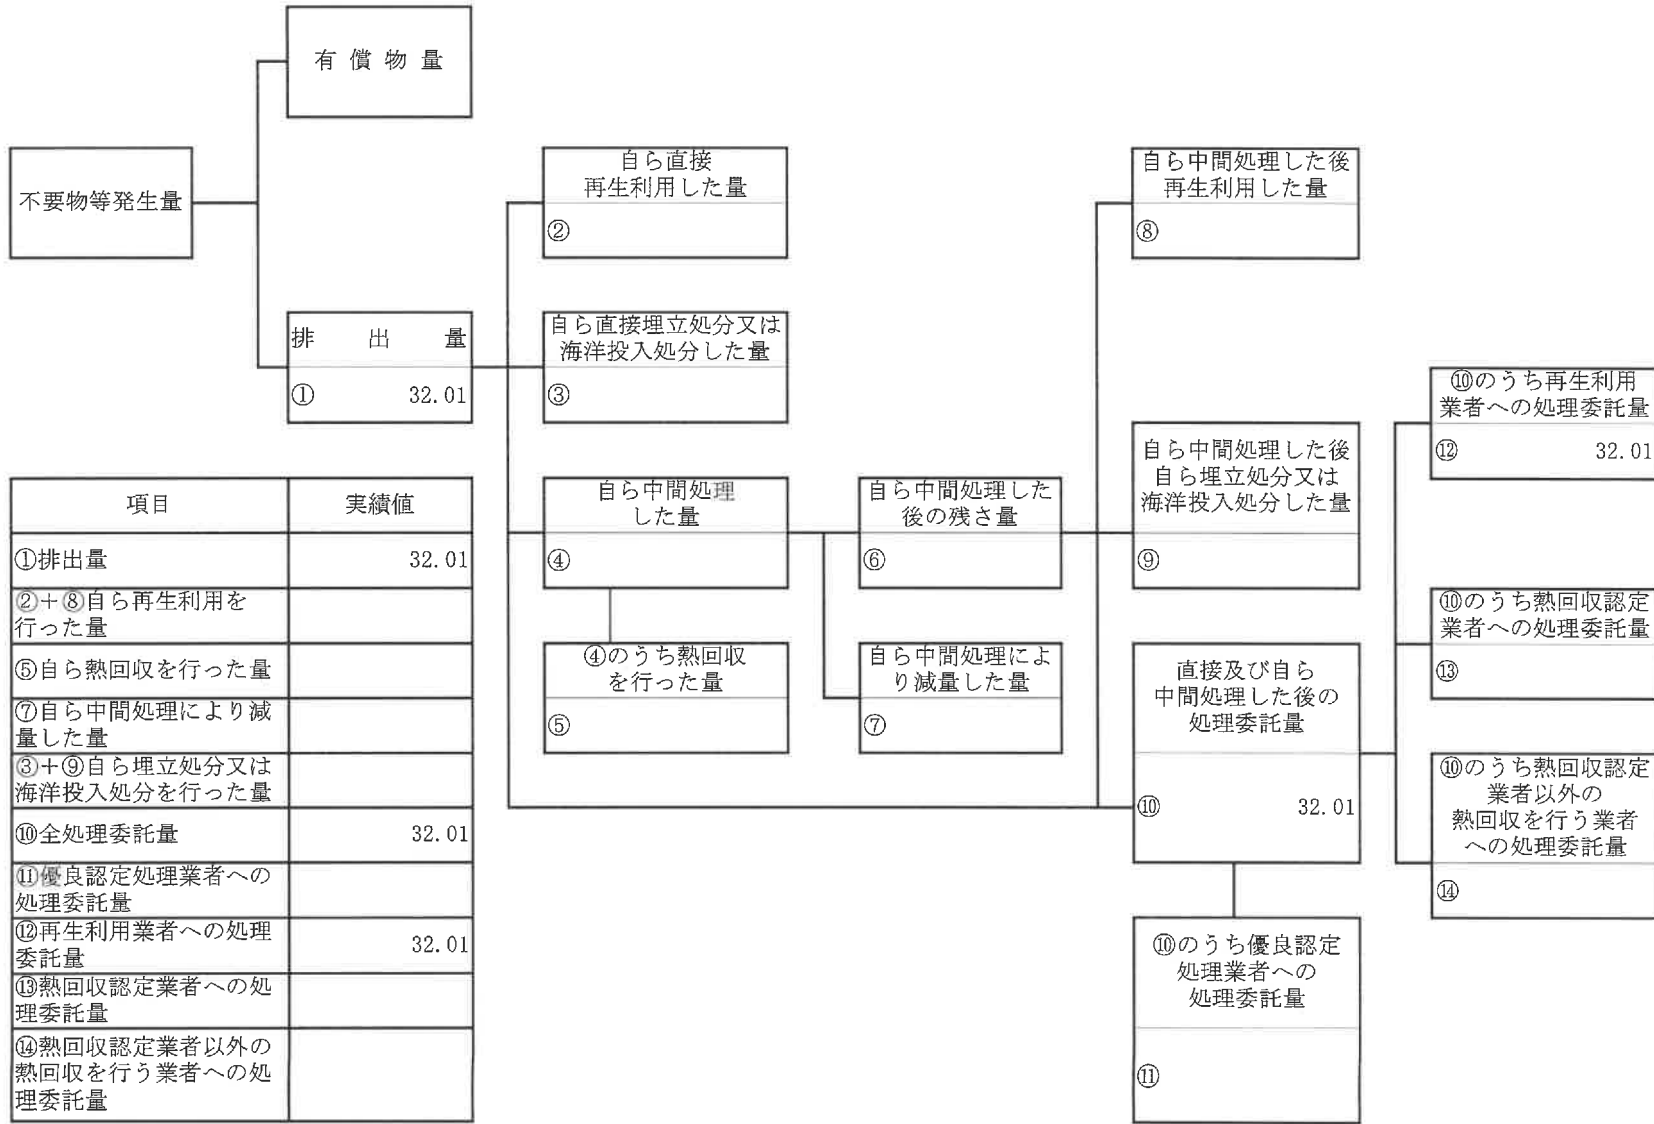 有償物量
不要物等発生量
排出量
① 32.01
自ら直接
再生利用した量
②
自ら直接埋立処分又は
海洋投入処分した量
③
自ら中間処理
した量
④
④のうち熱回収
を行った量
⑤
自ら中間処理した
後の残さ量
⑥
自ら中間処理によ
り減量した量
⑦
自ら中間処理した後
再生利用した量
⑧
自ら中間処理した後
自ら埋立処分又は
海洋投入処分した量
⑨
直接及び自ら
中間処理した後の
処理委託量
⑩ 32.01
⑩のうち優良認定
処理業者への
処理委託量
⑪
⑩のうち再生利用
業者への処理委託量
⑫ 32.01
⑩のうち熱回収認定
業者への処理委託量
⑬
⑩のうち熱回収認定
業者以外の
熱回収を行う業者
への処理委託量
⑭
項目 実績値
①排出量 32.01
②+⑧自ら再生利用を
行った量
⑤自ら熱回収を行った量
⑦自ら中間処理により減
量した量
③+⑨自ら埋立処分又は
海洋投入処分を行った量
⑩全処理委託量 32.01
⑪優良認定処理業者への
処理委託量
⑫再生利用業者への処理
委託量 32.01
⑬熱回収認定業者への処
理委託量
⑭熱回収認定業者以外の
熱回収を行う業者への処
理委託量